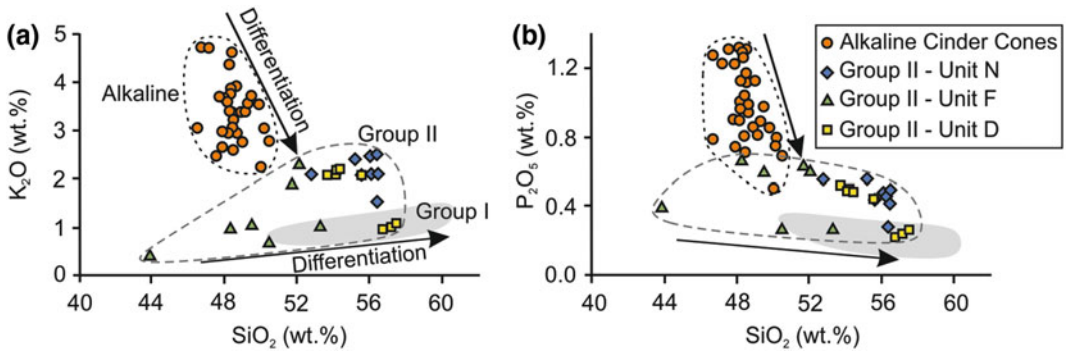 (a)
5
4
3
2
1
0
K2O (wt.%)
Differentiation
Alkaline
Group II
Group I
Differentiation
40 44 48 52 56 60
SiO2 (wt.%)
(b)
1.2
0.8
0.4
0.0
P2O5 (wt.%)
40 44 48 52 56 60
SiO2 (wt.%)
Alkaline Cinder Cones
Group II - Unit N
Group II - Unit F
Group II - Unit D